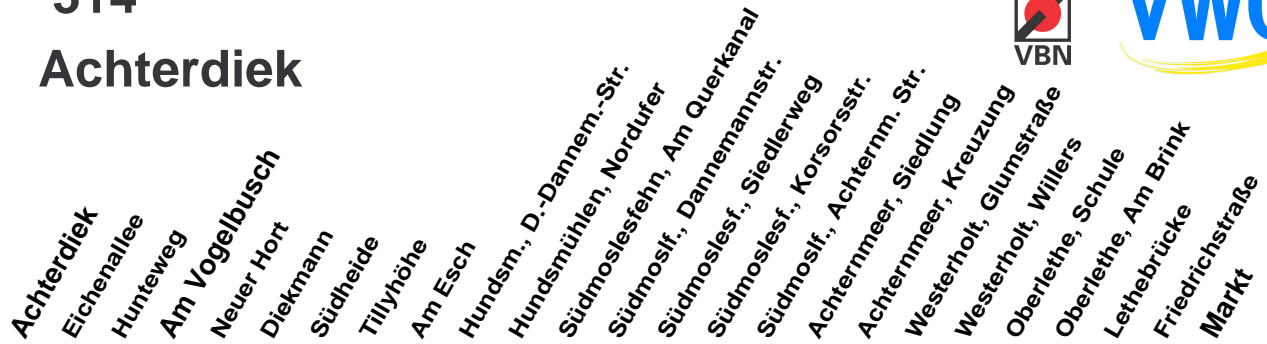 314
Achterdiek
VBN
Achterdiek
Eichenallee
Hunteweg
Am Vogelbusch
Neuer Hort
Diekmann
Südheide
Tillyhöhe
Am Esch
Hundsm., D.-Dannem.-Str.
Hundsmühlen, Nordufer
Südmoslesfehn, Am Querkanal
Südmoslf., Dannemannstr.
Südmoslesf., Siedlerweg
Südmoslesf., Korsorsstr.
Südmoslf., Achternm. Str.
Achternmeer, Siedlung
Achternmeer, Kreuzung
Westerholt, Glumstraße
Westerholt, Willers
Oberlethe, Schule
Oberlethe, Am Brink
Lethebrücke
Friedrichstraße
Markt